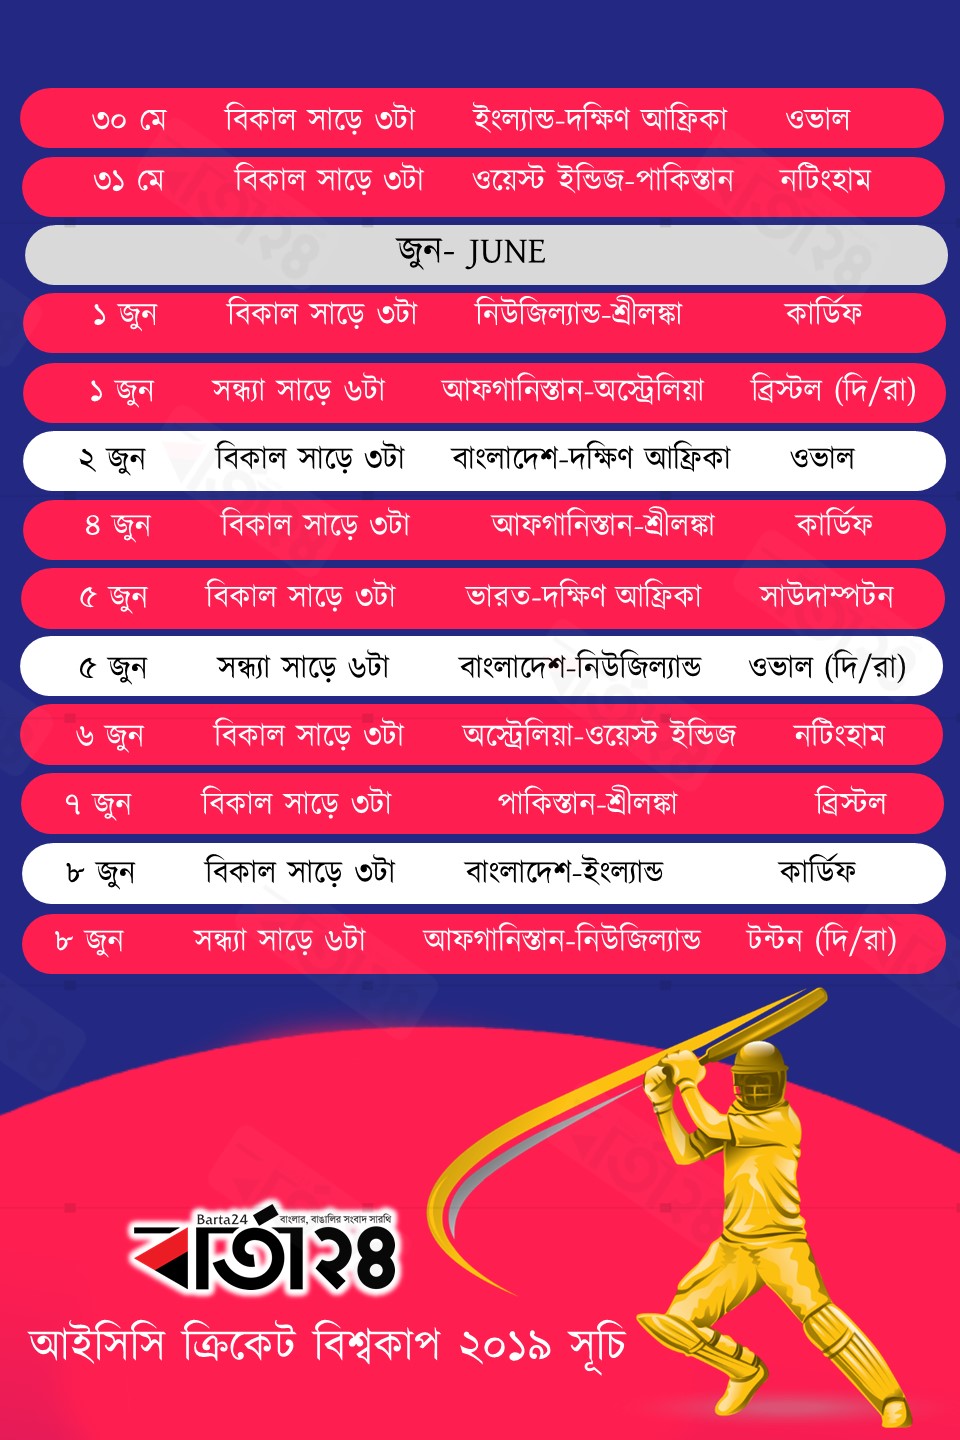 ৩০ মে বিকাল সাড়ে ৩টা ইংল্যান্ড-দক্ষিণ আফ্রিকা ওভাল
৩১ মে বিকাল সাড়ে ৩টা ওয়েস্ট ইন্ডিজ-পাকিস্তান নটিংহাম
জুন- JUNE
১ জুন বিকাল সাড়ে ৩টা নিউজিল্যান্ড-শ্রীলঙ্কা কার্ডিফ
১ জুন সন্ধ্যা সাড়ে ৬টা আফগানিস্তান-অস্ট্রেলিয়া ব্রিস্টল (দি/রা)
২ জুন বিকাল সাড়ে ৩টা বাংলাদেশ-দক্ষিণ আফ্রিকা ওভাল
৪ জুন বিকাল সাড়ে ৩টা আফগানিস্তান-শ্রীলঙ্কা কার্ডিফ
৫ জুন বিকাল সাড়ে ৩টা ভারত-দক্ষিণ আফ্রিকা সাউদাম্পটন
৫ জুন সন্ধ্যা সাড়ে ৬টা বাংলাদেশ-নিউজিল্যান্ড ওভাল (দি/রা)
৬ জুন বিকাল সাড়ে ৩টা অস্ট্রেলিয়া-ওয়েস্ট ইন্ডিজ নটিংহাম
৭ জুন বিকাল সাড়ে ৩টা পাকিস্তান-শ্রীলঙ্কা ব্রিস্টল
৮ জুন বিকাল সাড়ে ৩টা বাংলাদেশ-ইংল্যান্ড কার্ডিফ
৮ জুন সন্ধ্যা সাড়ে ৬টা আফগানিস্তান-নিউজিল্যান্ড টন্টন (দি/রা)
Barta24 বাংলার, বাঙালির সংবাদ সারথি
বার্তা২৪
আইসিসি ক্রিকেট বিশ্বকাপ ২০১৯ সূচি